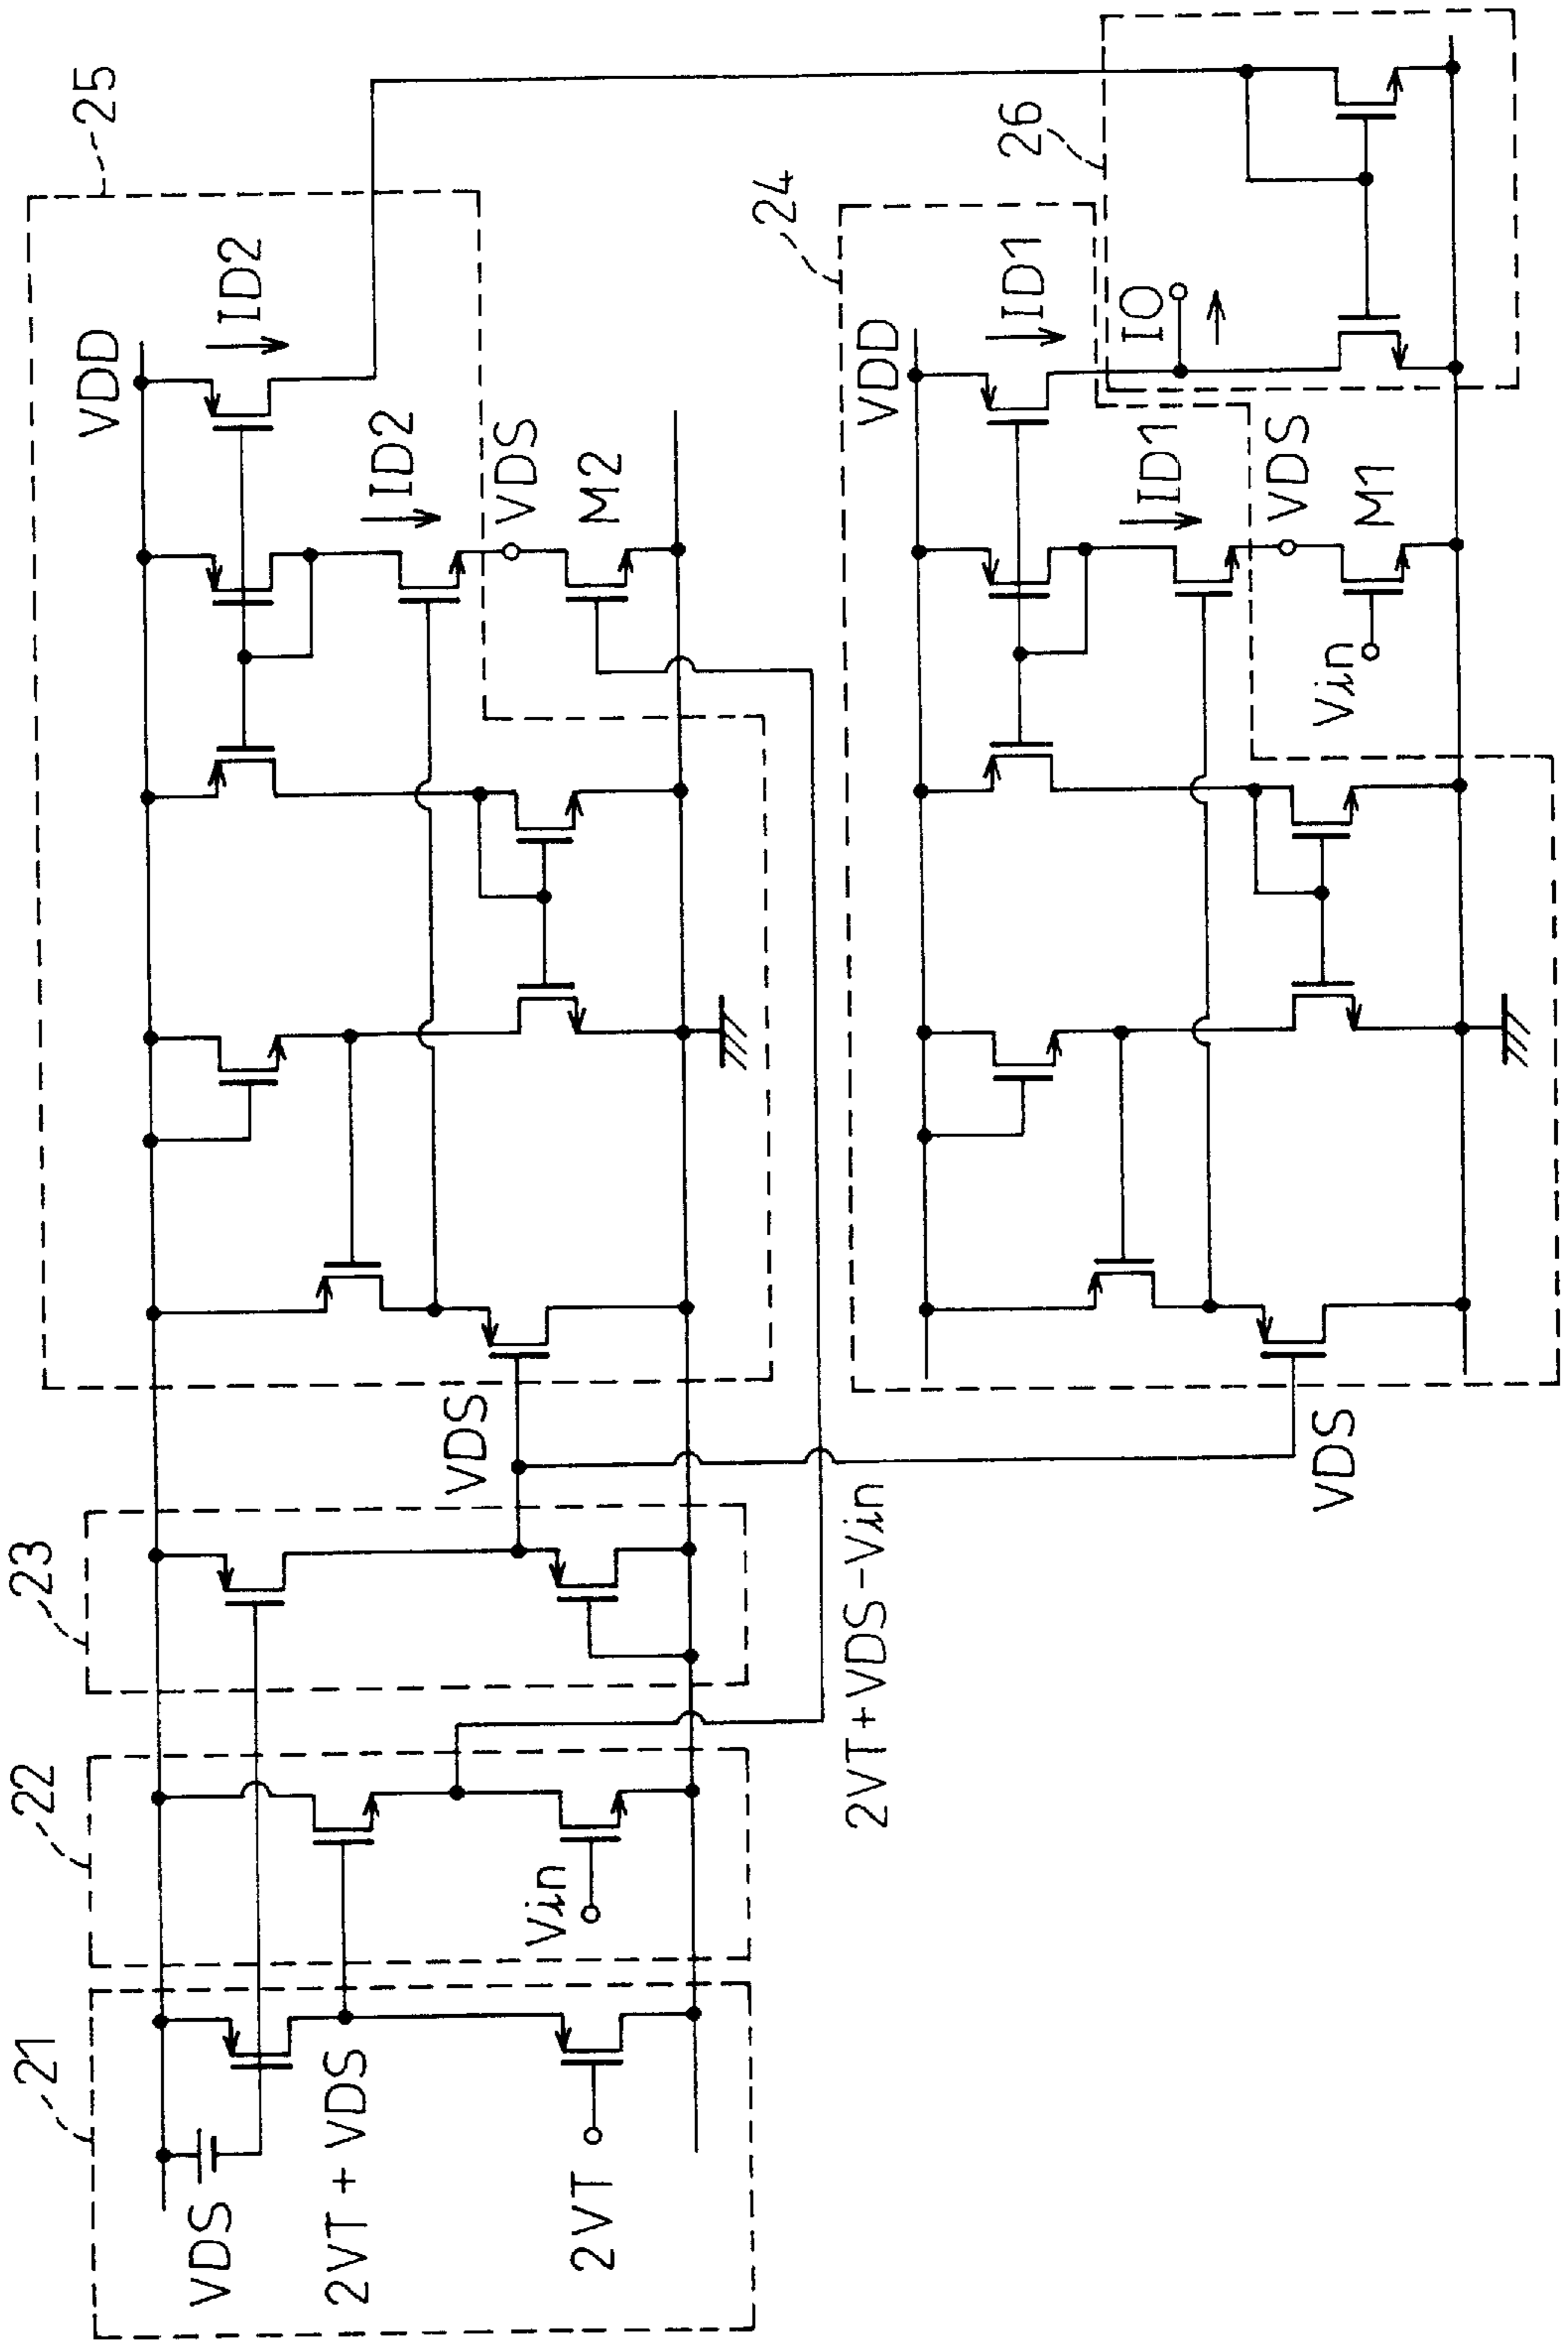 25
VDD
ID2
ID2
VDS
M2
24
26
VDD
ID1
IO
ID1
VDS
M1
Vin
VDS
VDS
23
22
Vin
2VT+VDS-Vin
21
VDS
2VT+VDS
2VT